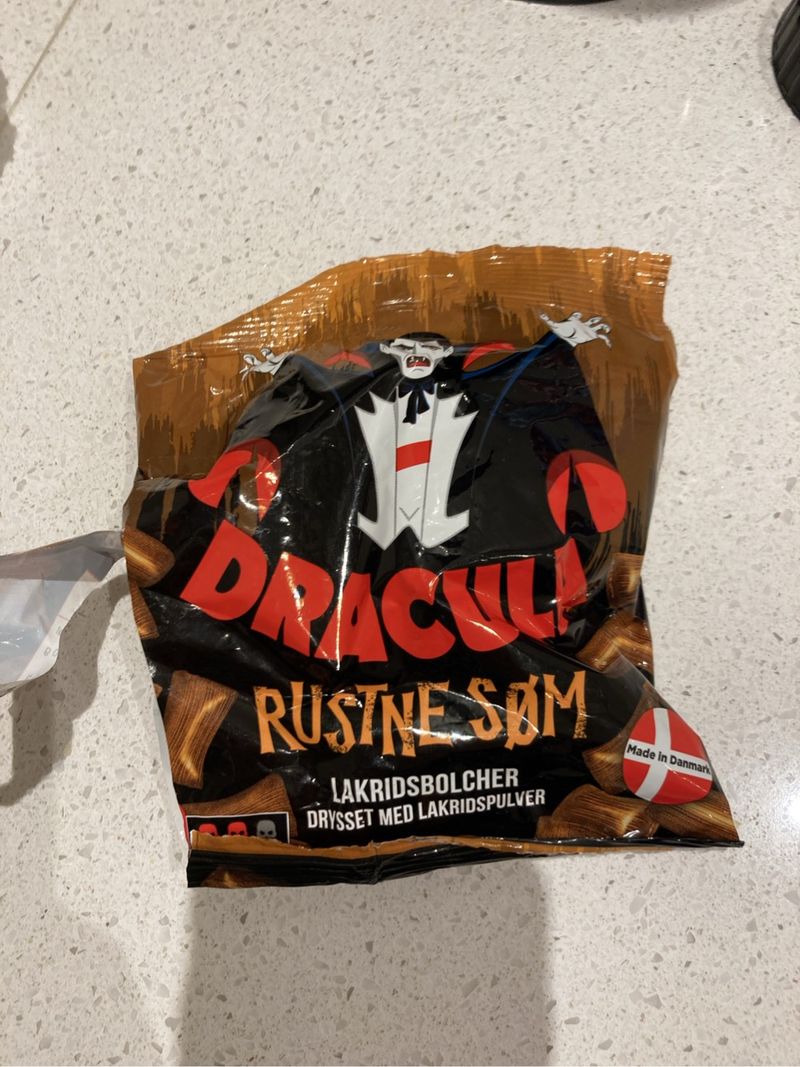 DRACULA
RUSTNE SØM
LAKRIDSBOLCHER
DRYSSET MED LAKRIDSPULVER
Made in Danmark